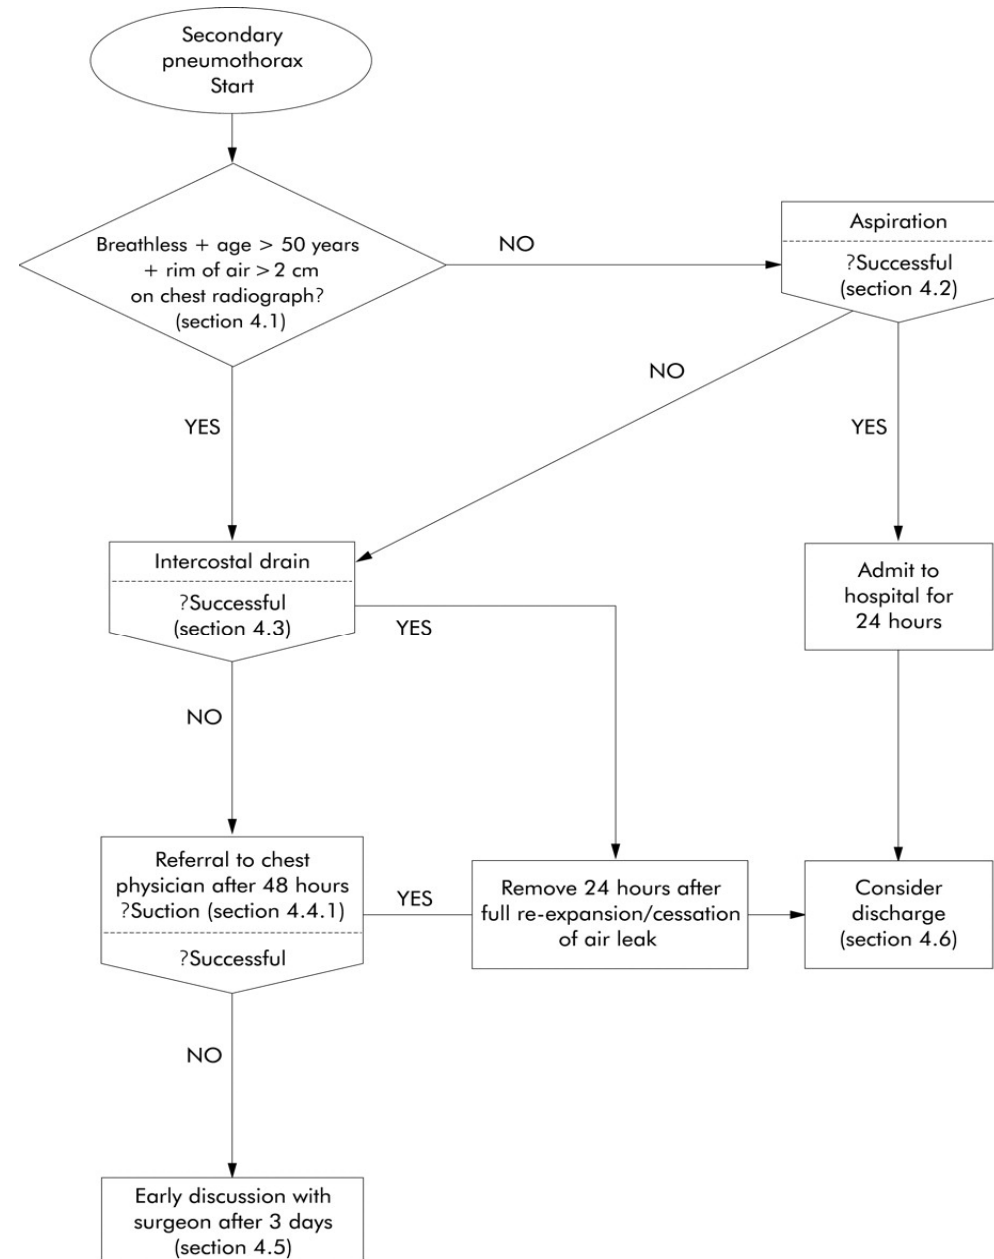 Secondary
pneumothorax
Start
Breathless + age > 50 years
+ rim of air > 2 cm
on chest radiograph?
(section 4.1)
NO
Aspiration
?Successful
(section 4.2)
NO
YES
YES
Intercostal drain
?Successful
(section 4.3)
YES
Admit to
hospital for
24 hours
NO
Referral to chest
physician after 48 hours
?Suction (section 4.4.1)
?Successful
YES
Remove 24 hours after
full re-expansion/cessation
of air leak
Consider
discharge
(section 4.6)
NO
Early discussion with
surgeon after 3 days
(section 4.5)